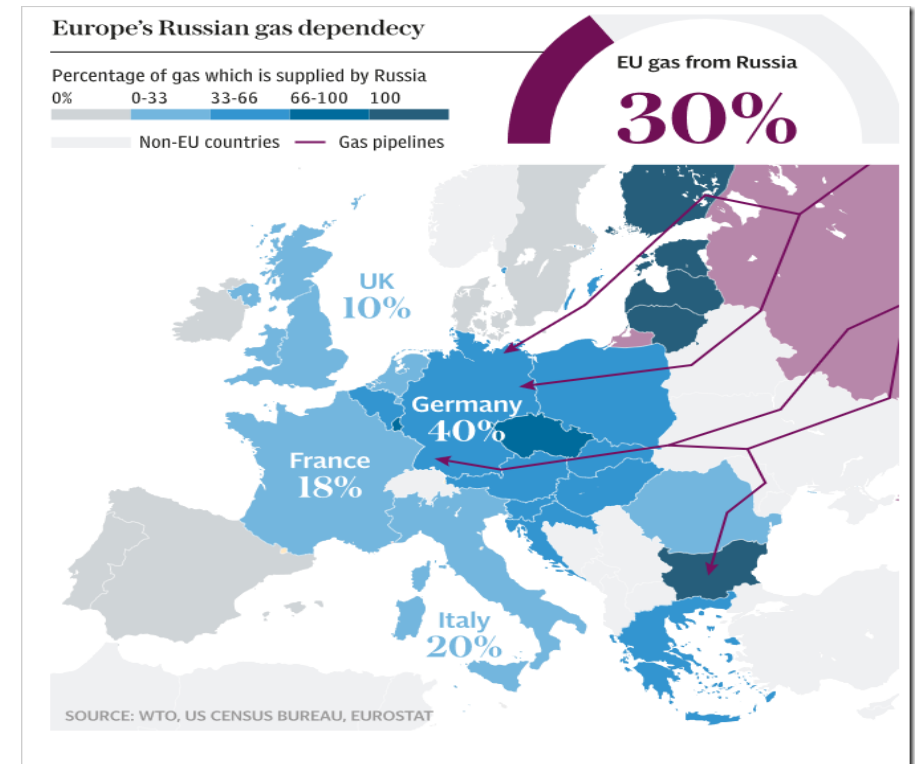 Europe's Russian gas dependecy
Percentage of gas which is supplied by Russia
0% 0-33 33-66 66-100 100
Non-EU countries Gas pipelines
EU gas from Russia
30%
UK
10%
Germany
40%
France
18%
Italy
20%
SOURCE: WTO, US CENSUS BUREAU, EUROSTAT